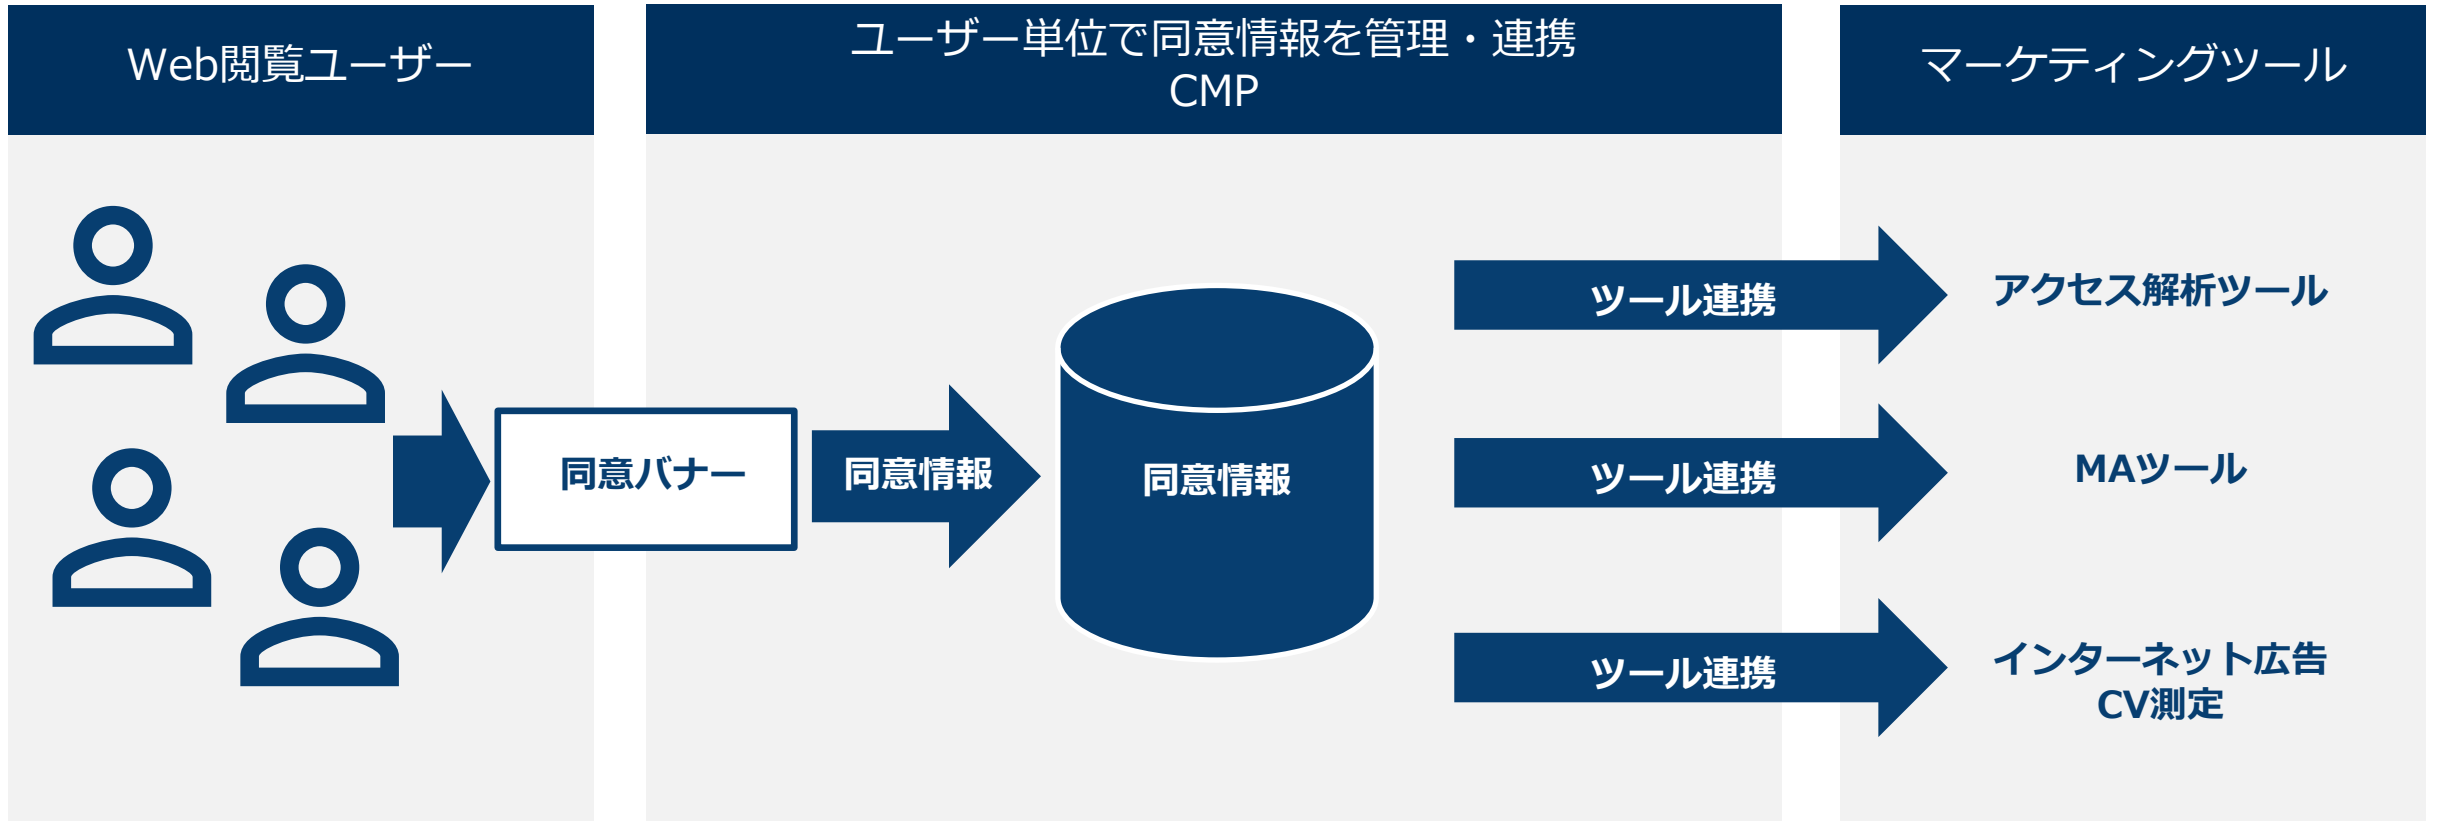 Web閲覧ユーザー
ユーザー単位で同意情報を管理・連携
CMP
マーケティングツール
同意バナー
同意情報
同意情報
ツール連携
アクセス解析ツール
ツール連携
MAツール
ツール連携
インターネット広告
CV測定